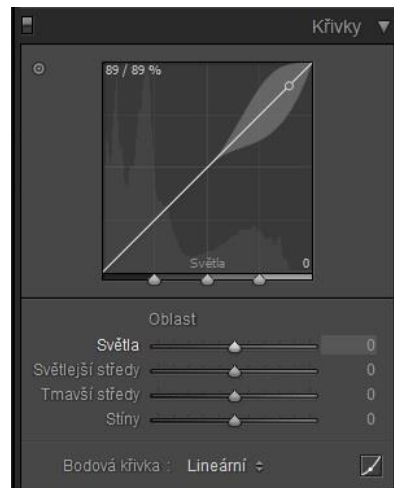 Křivky
89 / 89 %
Světla 0
Oblast
Světla 0
Světlejší středy 0
Tmavší středy 0
Stíny 0
Bodová křivka : Lineární